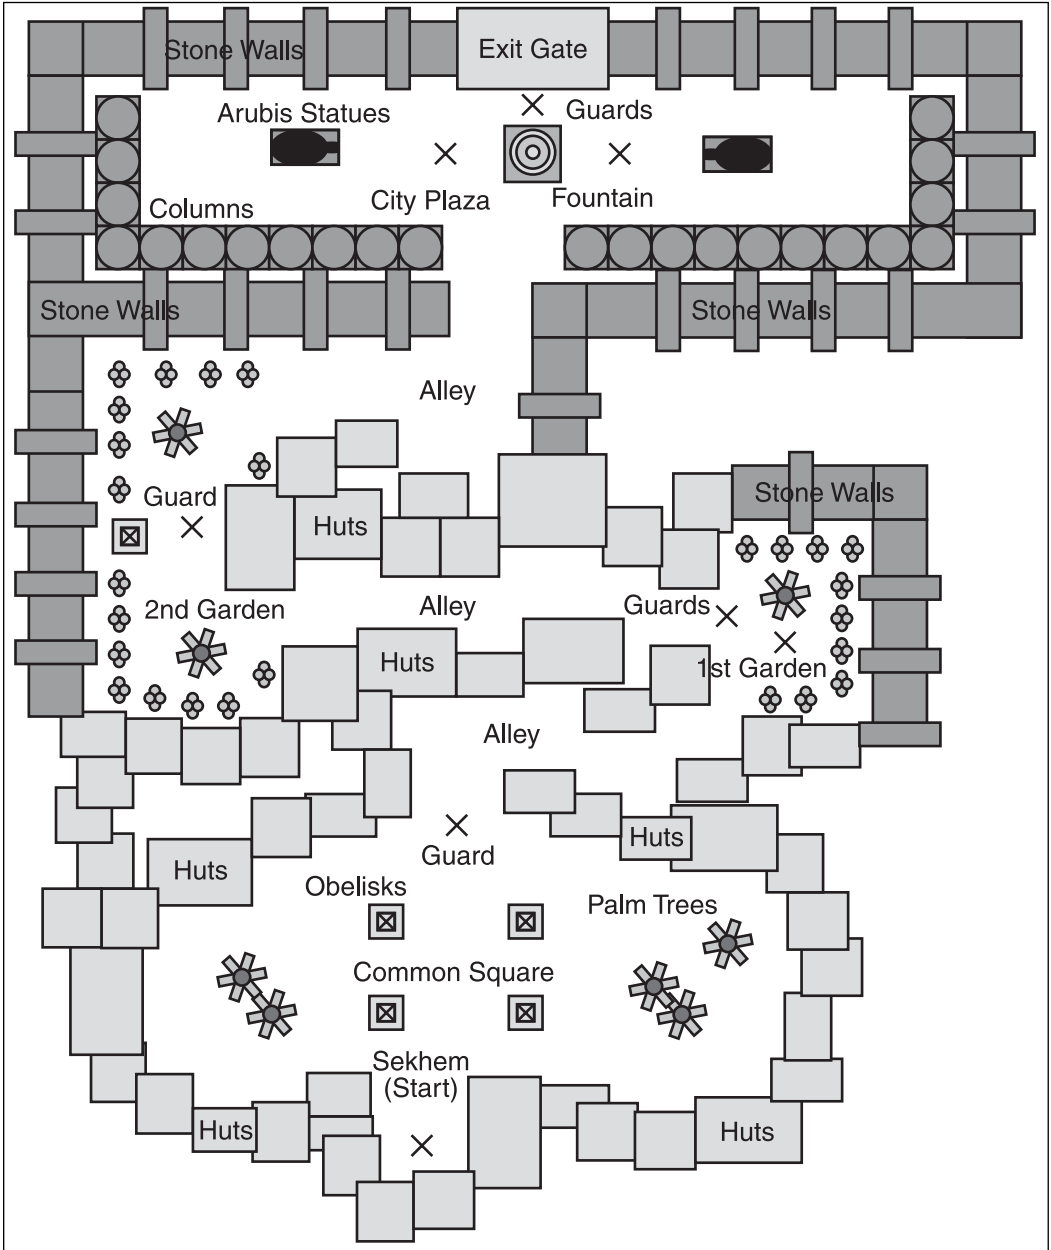 Stone Walls
Exit Gate
Arubis Statues
Guards
City Plaza
Fountain
Columns
Stone Walls
Stone Walls
Alley
Guard
Huts
Stone Walls
2nd Garden
Alley
Guards
Huts
1st Garden
Alley
Huts
Guard
Huts
Obelisks
Palm Trees
Common Square
Sekhem
(Start)
Huts
Huts